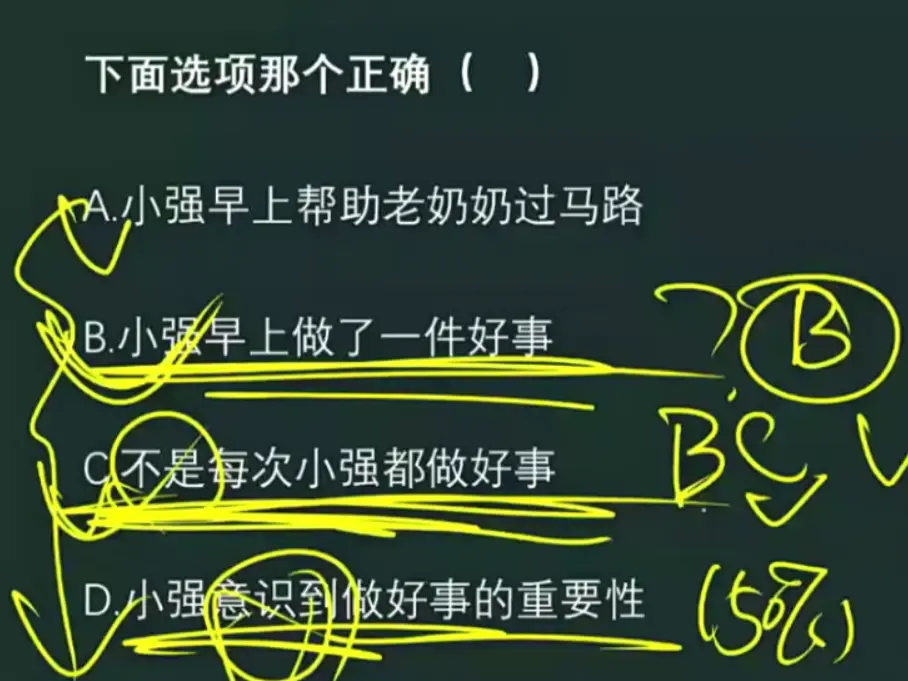 下面选项那个正确（ ）
A.小强早上帮助老奶奶过马路
B.小强早上做了一件好事
? B
C.不是每次小强都做好事
BC
D.小强意识到做好事的重要性
(50%)